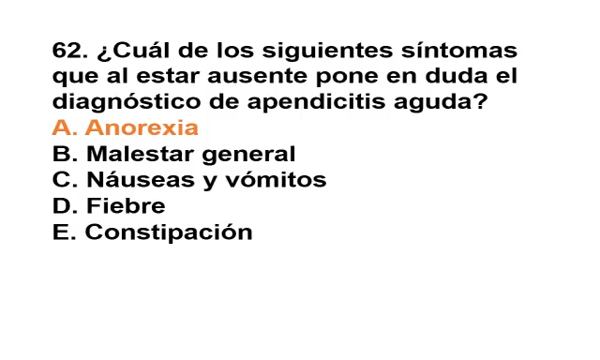 62. ¿Cuál de los siguientes síntomas
que al estar ausente pone en duda el
diagnóstico de apendicitis aguda?
A. Anorexia
B. Malestar general
C. Náuseas y vómitos
D. Fiebre
E. Constipación